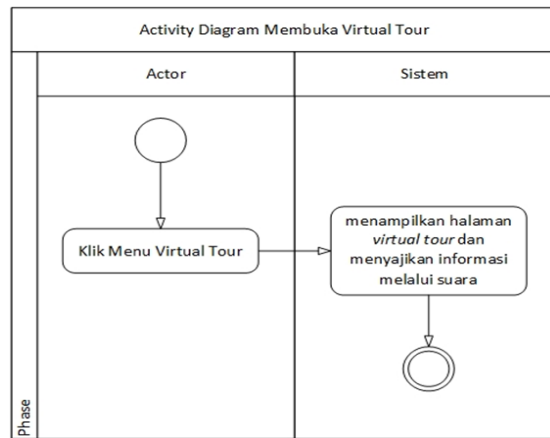 Activity Diagram Membuka Virtual Tour
Actor
Sistem
Klik Menu Virtual Tour
menampilkan halaman
virtual tour dan
menyajikan informasi
melalui suara
Phase